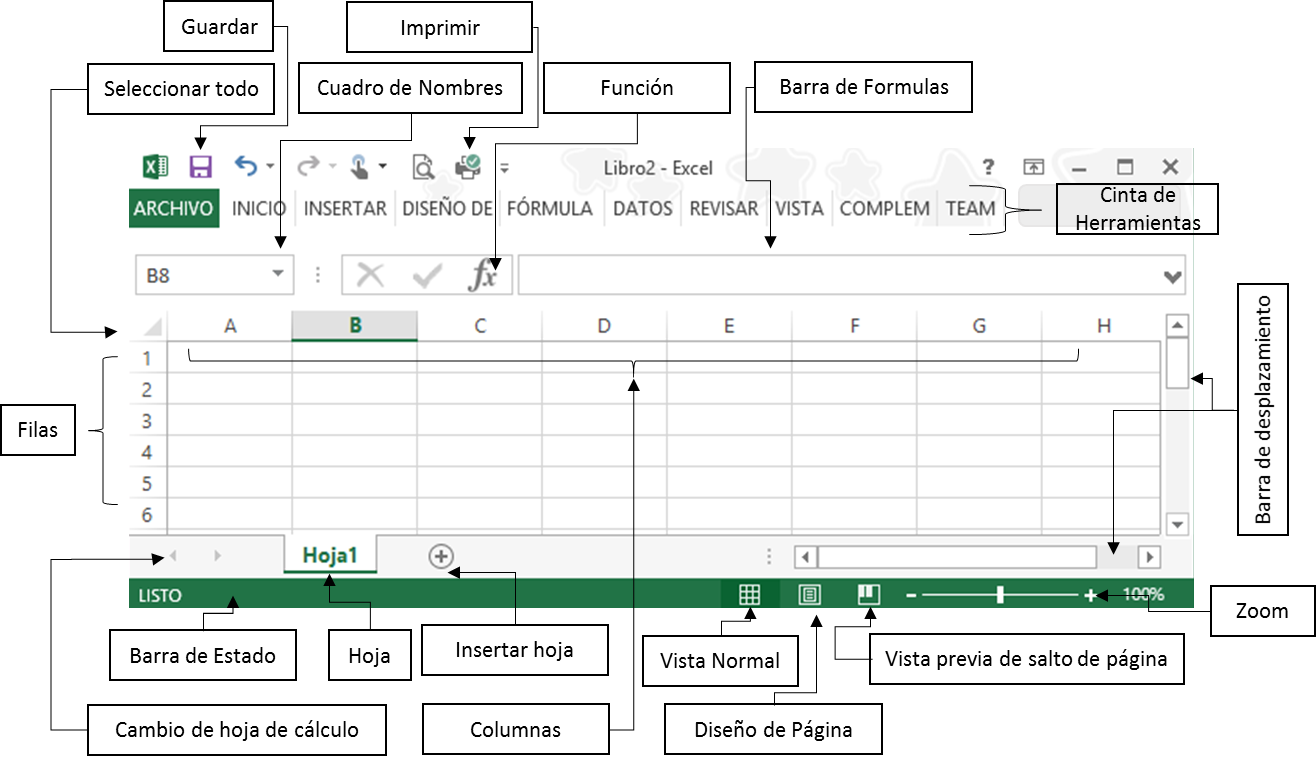 Guardar
Imprimir
Seleccionar todo
Cuadro de Nombres
Función
Barra de Formulas
Libro2 - Excel
?
ARCHIVO INICIO INSERTAR DISEÑO DE FÓRMULA DATOS REVISAR VISTA COMPLEM TEAM
Cinta de
Herramientas
B8
fx
A B C D E F G H
1
2
3
4
5
6
Filas
Barra de desplazamiento
Hoja1
LISTO
100%
Zoom
Barra de Estado
Hoja
Insertar hoja
Vista Normal
Vista previa de salto de página
Cambio de hoja de cálculo
Columnas
Diseño de Página